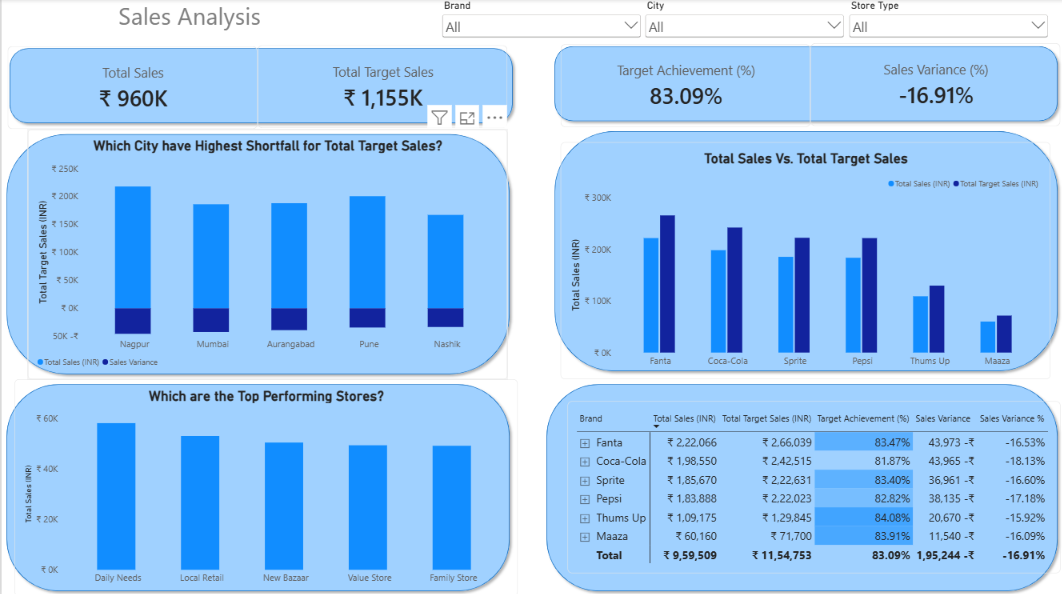 Sales Analysis
Brand
All
City
All
Store Type
All
Total Sales
₹ 960K
Total Target Sales
₹ 1,155K
Target Achievement (%)
83.09%
Sales Variance (%)
-16.91%
Which City have Highest Shortfall for Total Target Sales?
Total Target Sales (INR)
₹ 250K
₹ 200K
₹ 150K
₹ 100K
₹ 50K
₹ 0K
50K -₹
Nagpur Mumbai Aurangabad Pune Nashik
Total Sales (INR) Sales Variance
Total Sales Vs. Total Target Sales
Total Sales (INR) Total Target Sales (INR)
Total Sales (INR)
₹ 300K
₹ 200K
₹ 100K
₹ 0K
Fanta Coca-Cola Sprite Pepsi Thums Up Maaza
Which are the Top Performing Stores?
Total Sales (INR)
₹ 60K
₹ 40K
₹ 20K
₹ 0K
Daily Needs Local Retail New Bazaar Value Store Family Store
Brand Total Sales (INR) Total Target Sales (INR) Target Achievement (%) Sales Variance Sales Variance %
Fanta ₹ 2,22,066 ₹ 2,66,039 83.47% 43,973 -₹ -16.53%
Coca-Cola ₹ 1,98,550 ₹ 2,42,515 81.87% 43,965 -₹ -18.13%
Sprite ₹ 1,85,670 ₹ 2,22,631 83.40% 36,961 -₹ -16.60%
Pepsi ₹ 1,83,888 ₹ 2,22,023 82.82% 38,135 -₹ -17.18%
Thums Up ₹ 1,09,175 ₹ 1,29,845 84.08% 20,670 -₹ -15.92%
Maaza ₹ 60,160 ₹ 71,700 83.91% 11,540 -₹ -16.09%
Total ₹ 9,59,509 ₹ 11,54,753 83.09% 1,95,244 -₹ -16.91%